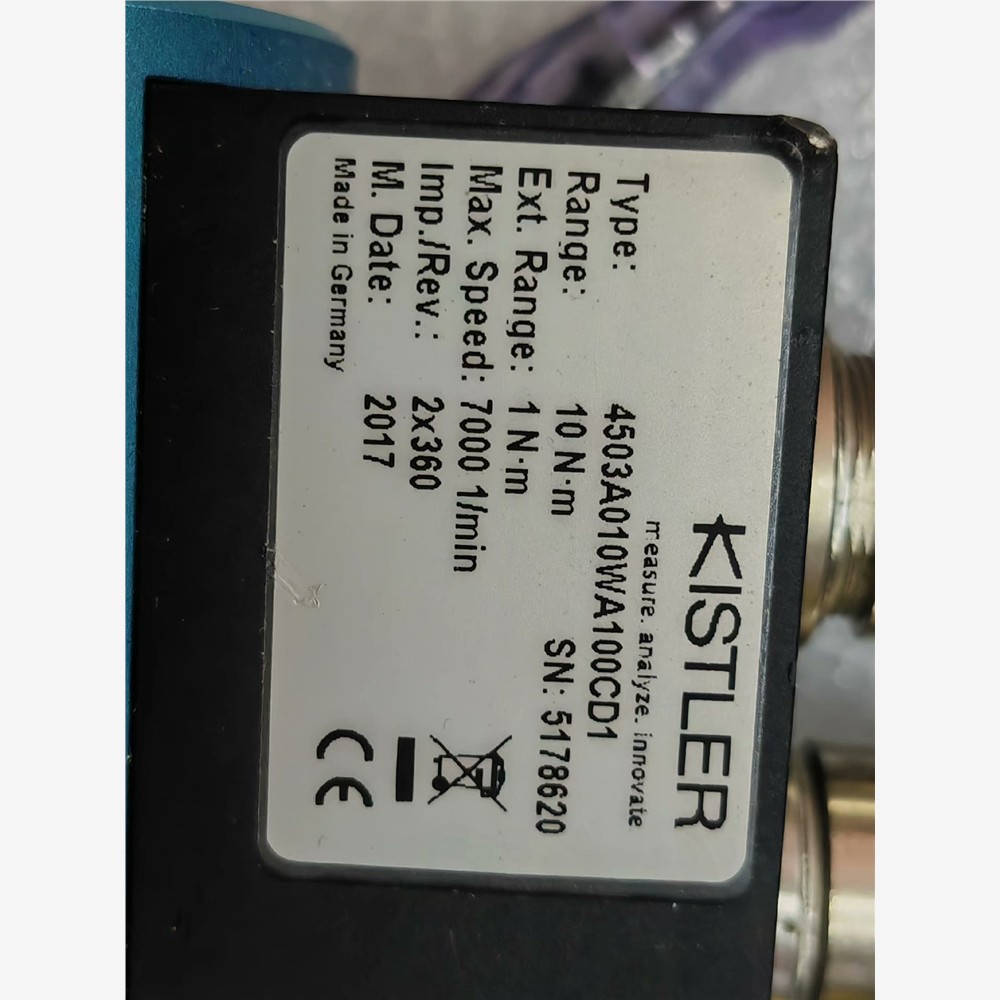 KISTLER
measure. analyze. innovate
Type: 4503A010WA100CD1
Range: 10 N·m SN: 5178620
Ext. Range: 1 N·m
Max. Speed: 7000 1/min
Imp./Rev.: 2x360
M. Date: 2017
Made in Germany
CE